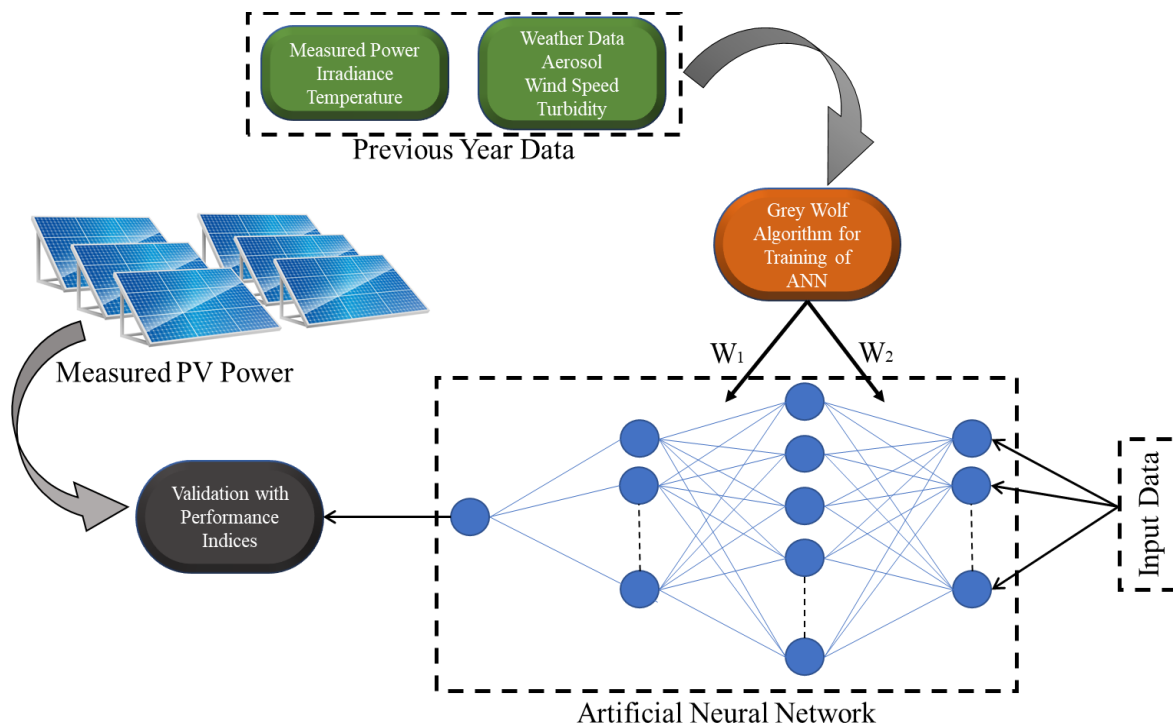 Measured Power
Irradiance
Temperature
Weather Data
Aerosol
Wind Speed
Turbidity
Previous Year Data
Grey Wolf
Algorithm for
Training of
ANN
W1
W2
Measured PV Power
Validation with
Performance
Indices
Input Data
Artificial Neural Network